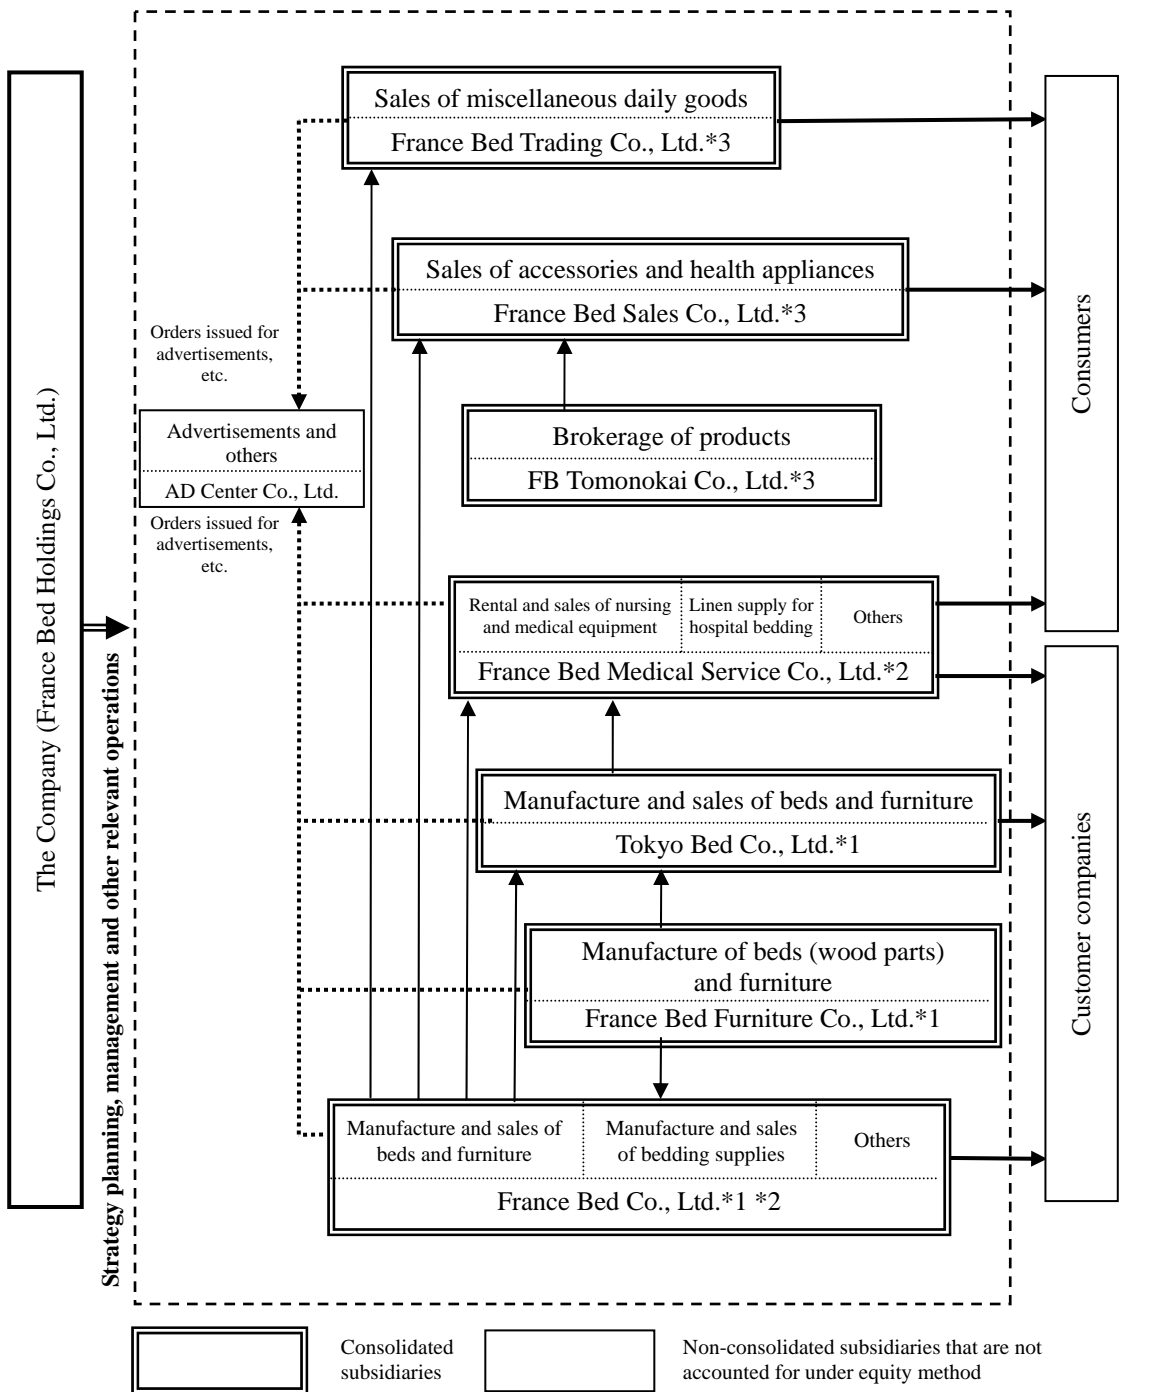 The Company (France Bed Holdings Co., Ltd.)
Strategy planning, management and other relevant operations
Sales of miscellaneous daily goods
France Bed Trading Co., Ltd.*3
Sales of accessories and health appliances
France Bed Sales Co., Ltd.*3
Orders issued for
advertisements,
etc.
Advertisements and
others
AD Center Co., Ltd.
Orders issued for
advertisements,
etc.
Brokerage of products
FB Tomonokai Co., Ltd.*3
Rental and sales of nursing
and medical equipment
Linen supply for
hospital bedding
Others
France Bed Medical Service Co., Ltd.*2
Manufacture and sales of beds and furniture
Tokyo Bed Co., Ltd.*1
Manufacture of beds (wood parts)
and furniture
France Bed Furniture Co., Ltd.*1
Manufacture and sales of
beds and furniture
Manufacture and sales
of bedding supplies
Others
France Bed Co., Ltd.*1 *2
Consumers
Customer companies
Consolidated
subsidiaries
Non-consolidated subsidiaries that are not
accounted for under equity method